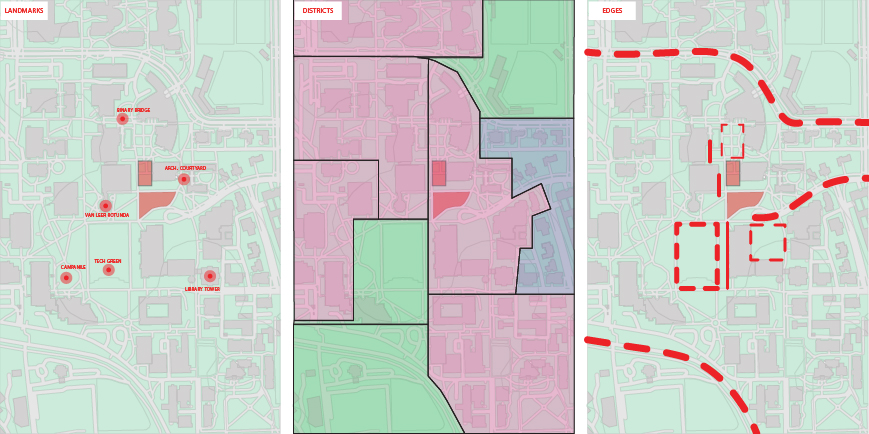 LANDMARKS
DISTRICTS
EDGES
BINARY BRIDGE
ARCH. COURTYARD
VAN LEER ROTUNDA
CAMPANILE
TECH GREEN
LIBRARY TOWER